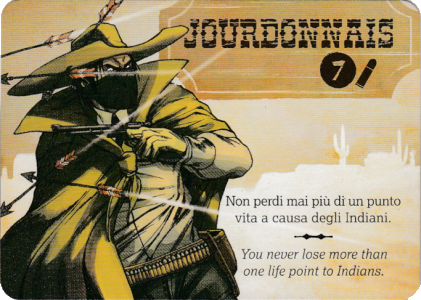 JOURDONNAIS
7
Non perdi mai più di un punto
vita a causa degli Indiani.
You never lose more than
one life point to Indians.